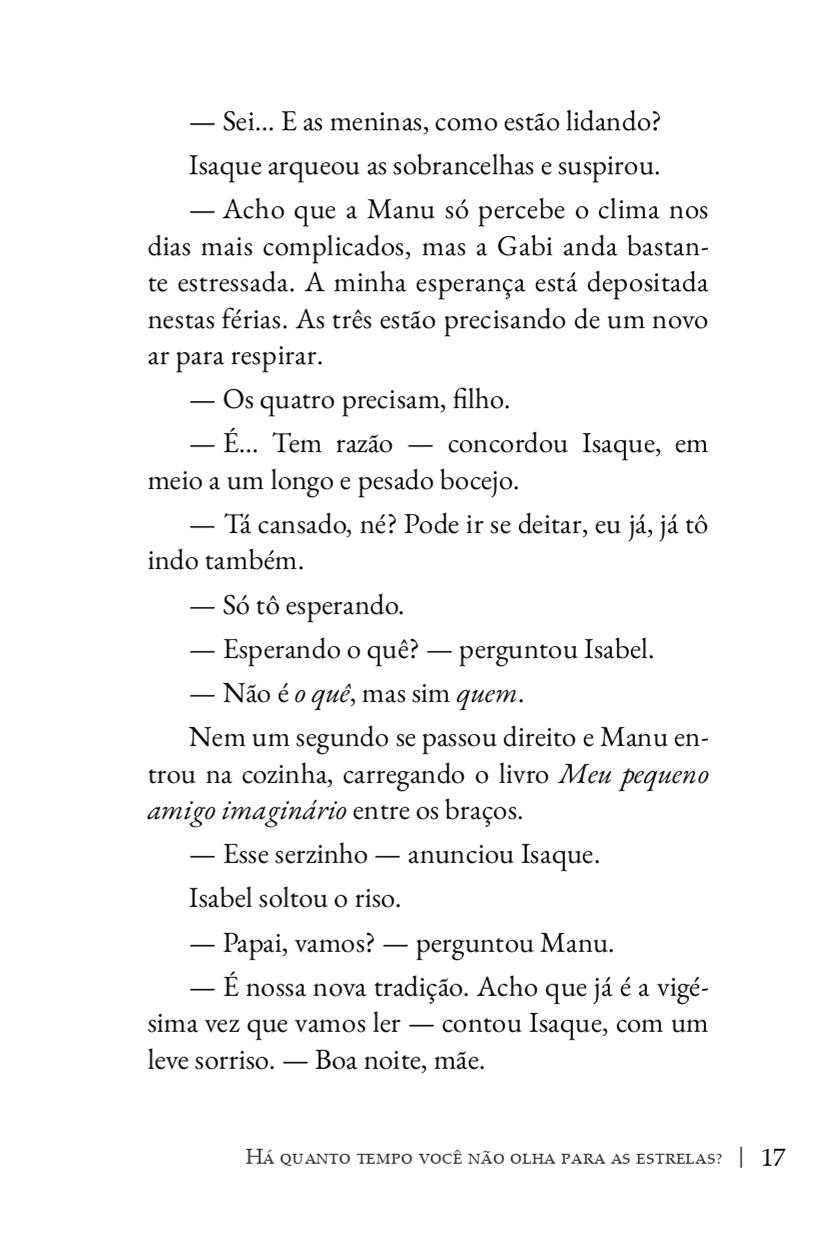 — Sei... E as meninas, como estão lidando?
Isaque arqueou as sobrancelhas e suspirou.
— Acho que a Manu só percebe o clima nos
dias mais complicados, mas a Gabi anda bastan-
te estressada. A minha esperança está depositada
nestas férias. As três estão precisando de um novo
ar para respirar.
— Os quatro precisam, filho.
— É... Tem razão — concordou Isaque, em
meio a um longo e pesado bocejo.
— Tá cansado, né? Pode ir se deitar, eu já, já tô
indo também.
— Só tô esperando.
— Esperando o quê? — perguntou Isabel.
— Não é o quê, mas sim quem.
Nem um segundo se passou direito e Manu en-
trou na cozinha, carregando o livro Meu pequeno
amigo imaginário entre os braços.
— Esse serzinho — anunciou Isaque.
Isabel soltou o riso.
— Papai, vamos? — perguntou Manu.
— É nossa nova tradição. Acho que já é a vigé-
sima vez que vamos ler — contou Isaque, com um
leve sorriso. — Boa noite, mãe.
Há quanto tempo você não olha para as estrelas? | 17